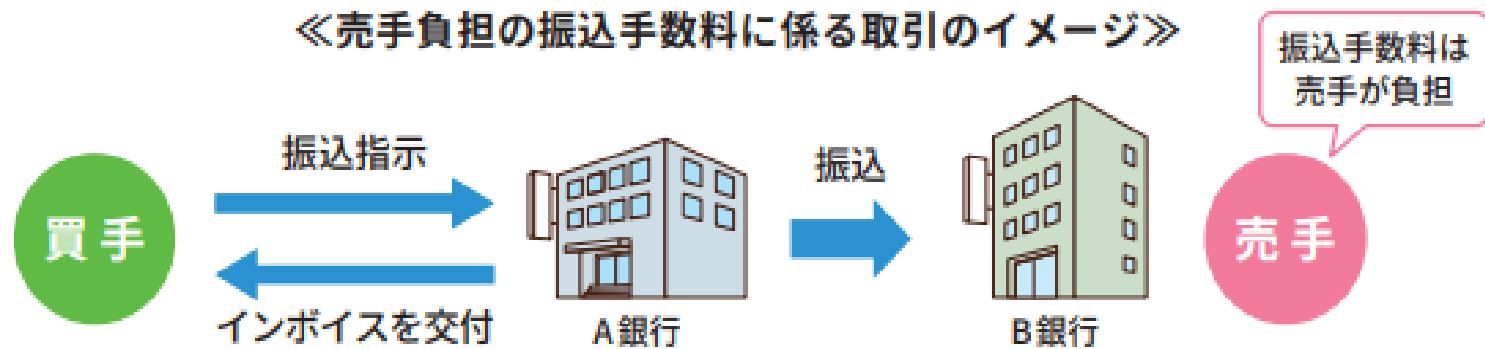 ≪売手負担の振込手数料に係る取引のイメージ≫
振込手数料は
売手が負担
振込指示
振込
買手
売手
インボイスを交付
A銀行
B銀行